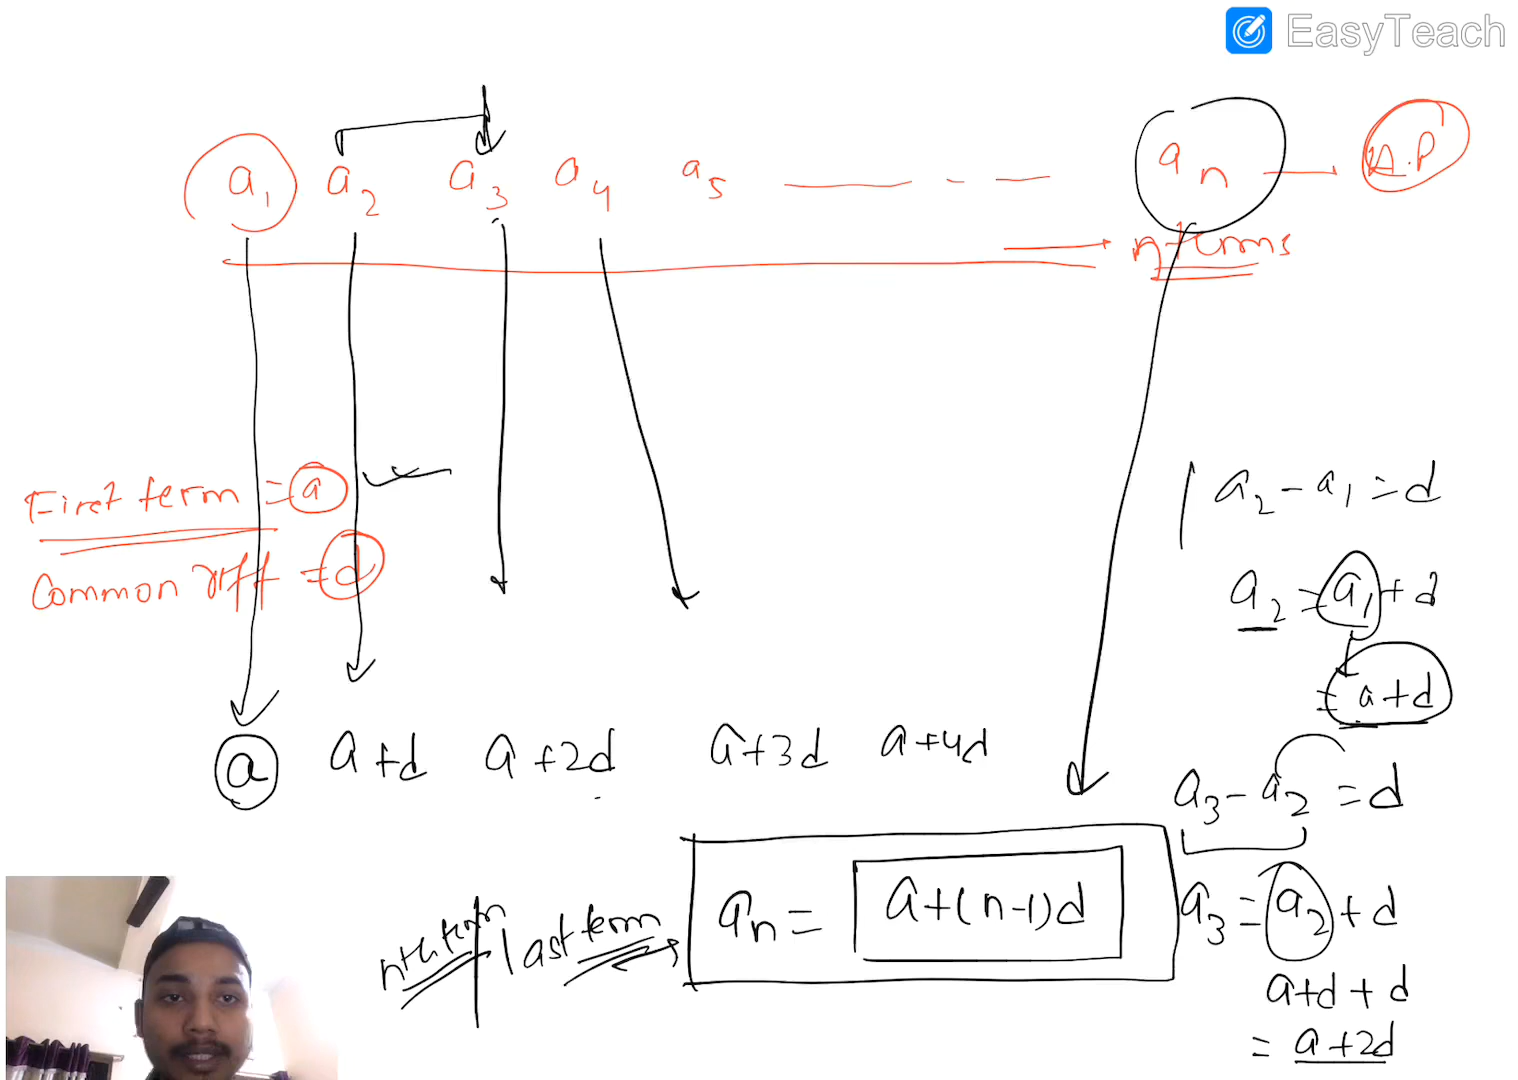 EasyTeach
a₁ a₂ a₃ a₄ a₅ ——— - - —— aₙ — A.P
→ n terms
First term = a
Common diff = d
a₂ - a₁ = d
a₂ = a₁ + d
= a + d
a a+d a+2d a+3d a+4d
a₃ - a₂ = d
nth term | last term → aₙ = a+(n-1)d
a₃ = a₂ + d
a+d+d
= a+2d